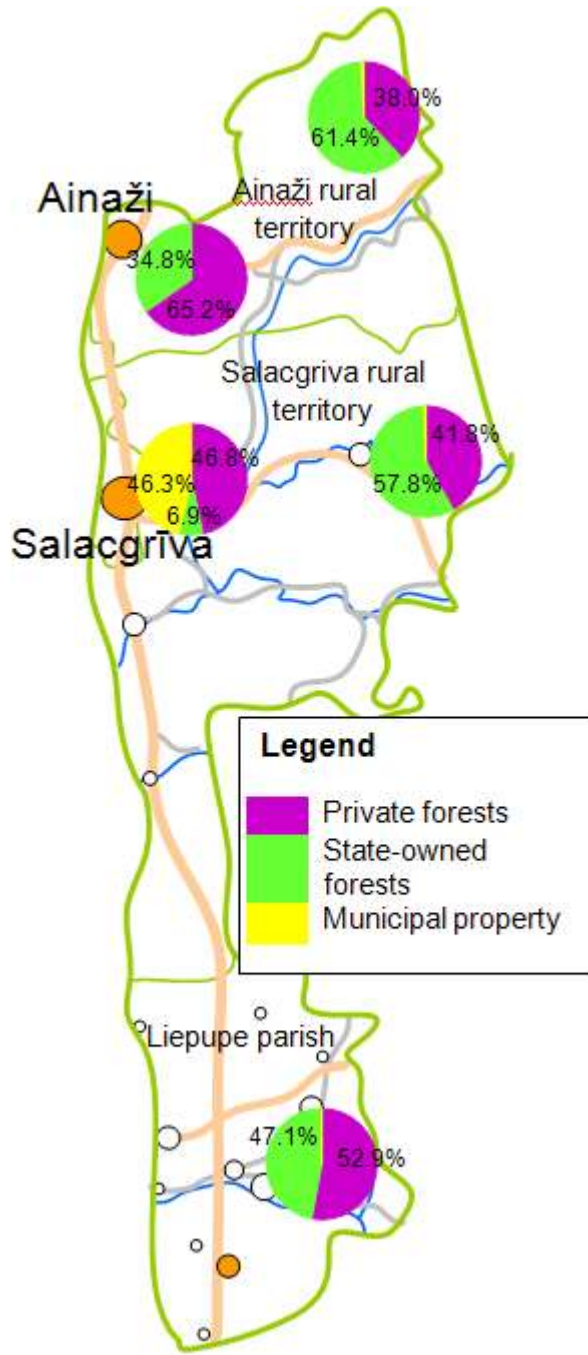 38.0%
61.4%
Ainaži rural
territory
Ainaži
34.8%
65.2%
Salacgriva rural
territory
41.8%
57.8%
46.8%
46.3%
6.9%
Salacgrīva
Legend
Private forests
State-owned
forests
Municipal property
Liepupe parish
47.1%
52.9%